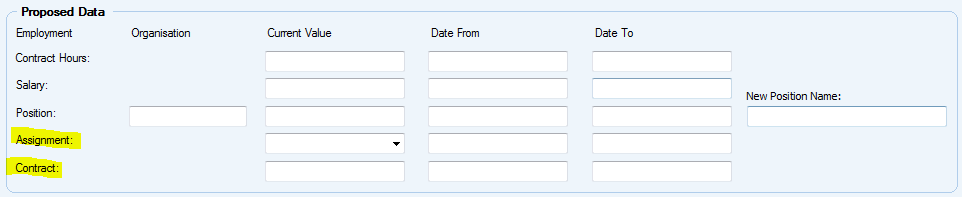 Proposed Data
Employment Organisation Current Value Date From Date To
Contract Hours:
Salary:
New Position Name:
Position:
Assignment:
Contract: